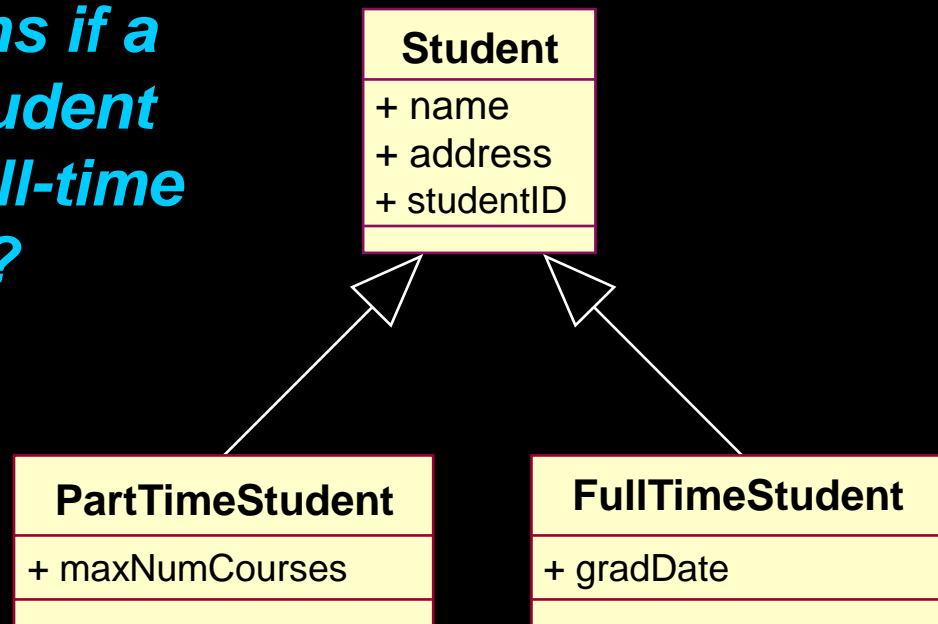 ns if a
udent
ll-time
?
Student
+ name
+ address
+ studentID
PartTimeStudent
+ maxNumCourses
FullTimeStudent
+ gradDate